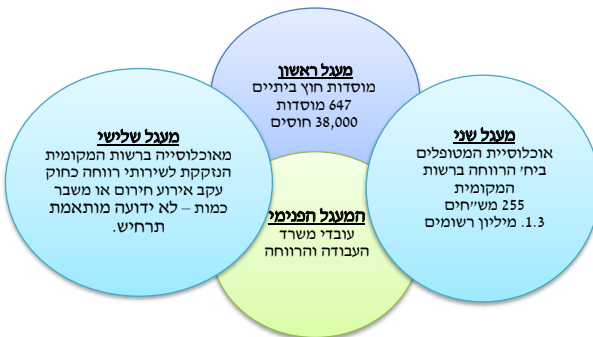 מעגל ראשון
מוסדות חוץ ביתיים
647 מוסדות
38,000 חוסים
מעגל שני
אוכלוסיית המטופלים
ביח׳ הרווחה ברשות
המקומית
255 מש״חים
1.3. מיליון רשומים
מעגל שלישי
מאוכלוסייה ברשות המקומית
הנזקקת לשירותי רווחה כחוק
עקב אירוע חירום או משבר
כמות – לא ידועה מותאמת
תרחיש.
המעגל הפנימי
עובדי משרד
העבודה והרווחה